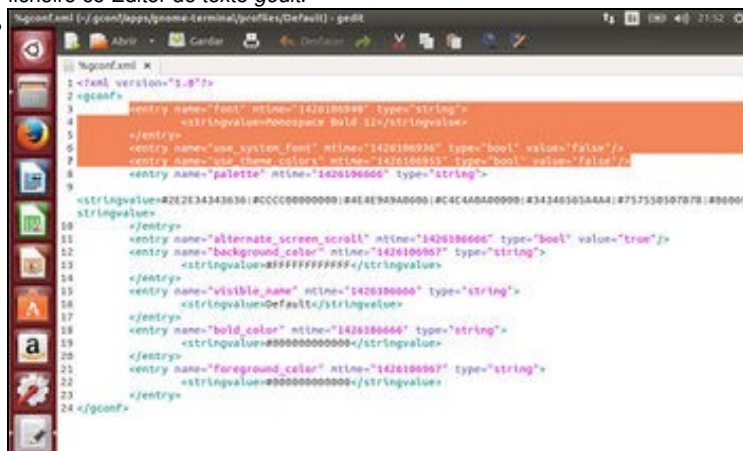 ficheiro co Editor de texto gedit.
%gconf.xml (~/.gconf/apps/gnome-terminal/profiles/Default) - gedit
21:52
Abrir Gardar Desfacer
%gconf.xml ×
1 <?xml version="1.0"?>
2 <gconf>
3 <entry name="font" mtime="1426106940" type="string">
4 <stringvalue>Monospace Bold 12</stringvalue>
5 </entry>
6 <entry name="use_system_font" mtime="1426106936" type="bool" value="false"/>
7 <entry name="use_theme_colors" mtime="1426106955" type="bool" value="false"/>
8 <entry name="palette" mtime="1426106666" type="string">
9
<stringvalue>#2E2E34343636:#CCCC00000000:#4E4E9A9A0606:#C4C4A0A00000:#34346565A4A4:#757550507B7B:
stringvalue>
10 </entry>
11 <entry name="alternate_screen_scroll" mtime="1426106666" type="bool" value="true"/>
12 <entry name="background_color" mtime="1426106967" type="string">
13 <stringvalue>#FFFFFFFFFFFF</stringvalue>
14 </entry>
15 <entry name="visible_name" mtime="1426106666" type="string">
16 <stringvalue>Default</stringvalue>
17 </entry>
18 <entry name="bold_color" mtime="1426106666" type="string">
19 <stringvalue>#000000000000</stringvalue>
20 </entry>
21 <entry name="foreground_color" mtime="1426106967" type="string">
22 <stringvalue>#000000000000</stringvalue>
23 </entry>
24 </gconf>